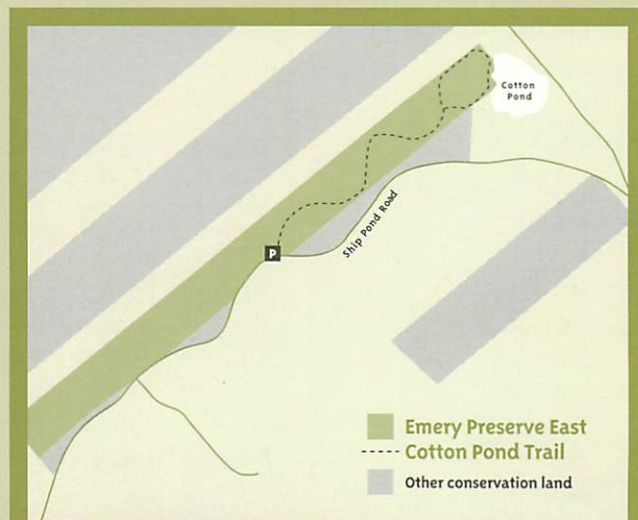 Cotton
Pond
Ship Pond Road
P
Emery Preserve East
Cotton Pond Trail
Other conservation land